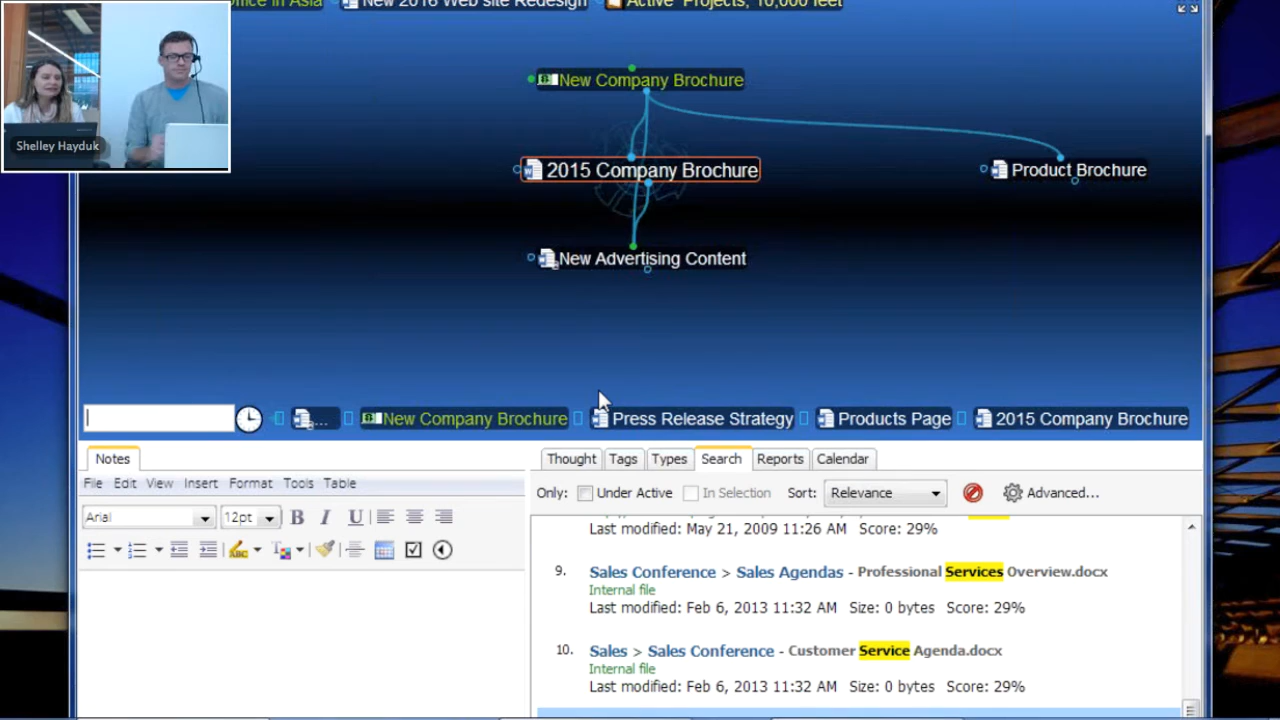 Office in Asia New 2016 Web site Redesign Active Projects, 10,000 feet
Shelley Hayduk
New Company Brochure
2015 Company Brochure
Product Brochure
New Advertising Content
... New Company Brochure Press Release Strategy Products Page 2015 Company Brochure
Notes
File Edit View Insert Format Tools Table
Arial 12pt B I U
ABC T
Thought Tags Types Search Reports Calendar
Only: Under Active In Selection Sort: Relevance Advanced...
Last modified: May 21, 2009 11:26 AM Score: 29%
9. Sales Conference > Sales Agendas - Professional Services Overview.docx
Internal file
Last modified: Feb 6, 2013 11:32 AM Size: 0 bytes Score: 29%
10. Sales > Sales Conference - Customer Service Agenda.docx
Internal file
Last modified: Feb 6, 2013 11:32 AM Size: 0 bytes Score: 29%